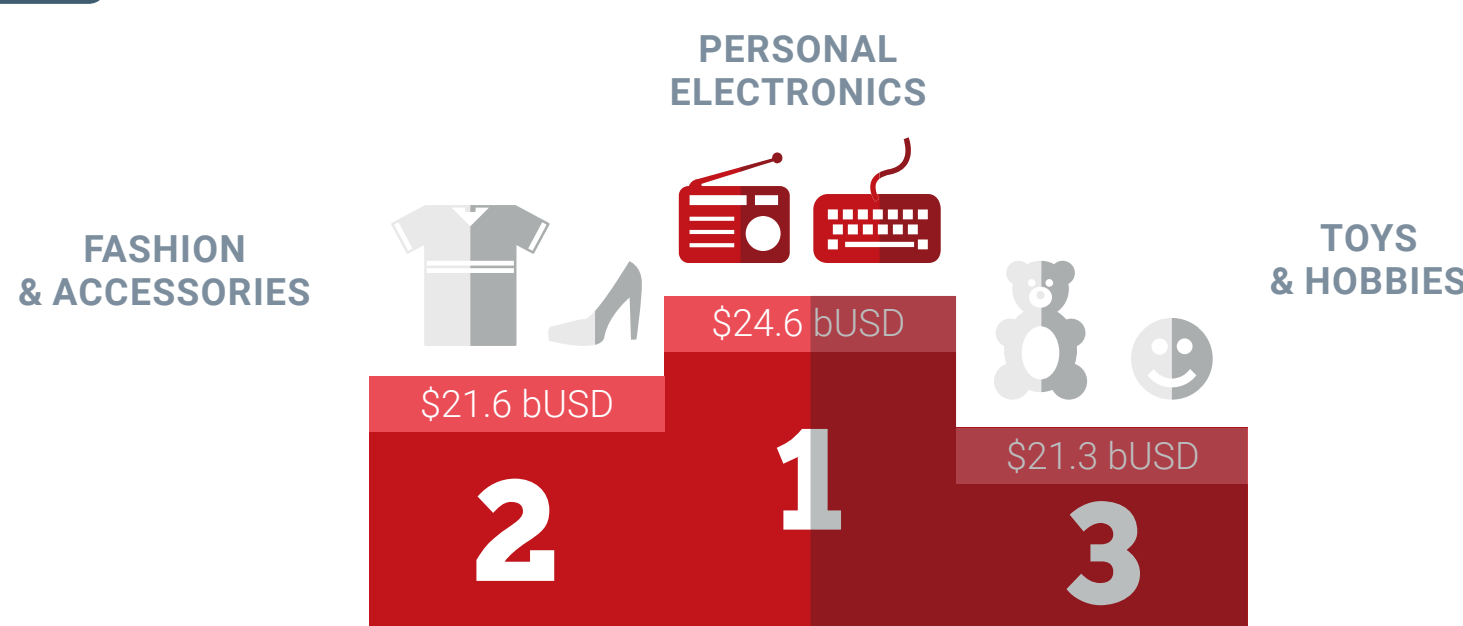 PERSONAL
ELECTRONICS
FASHION
& ACCESSORIES
TOYS
& HOBBIES
$24.6 bUSD
$21.6 bUSD
$21.3 bUSD
1
2
3